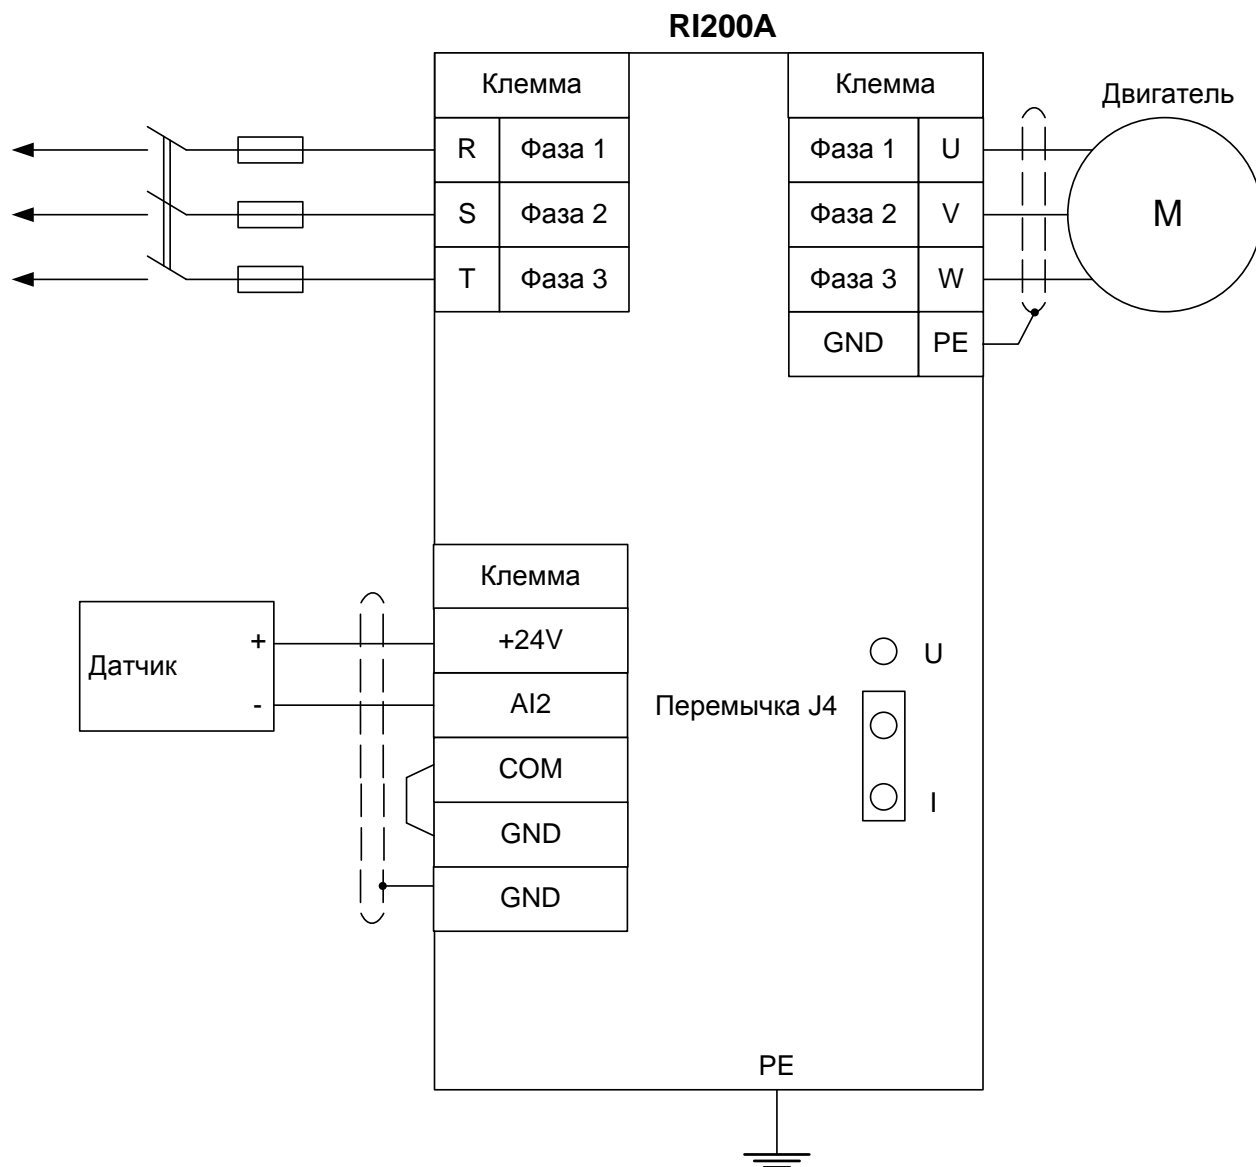 RI200A
Клемма
Клемма
Двигатель
R Фаза 1
Фаза 1 U
S Фаза 2
Фаза 2 V
M
T Фаза 3
Фаза 3 W
GND PE
Клемма
Датчик
+
-
+24V
AI2
COM
GND
GND
Перемычка J4
U
I
PE